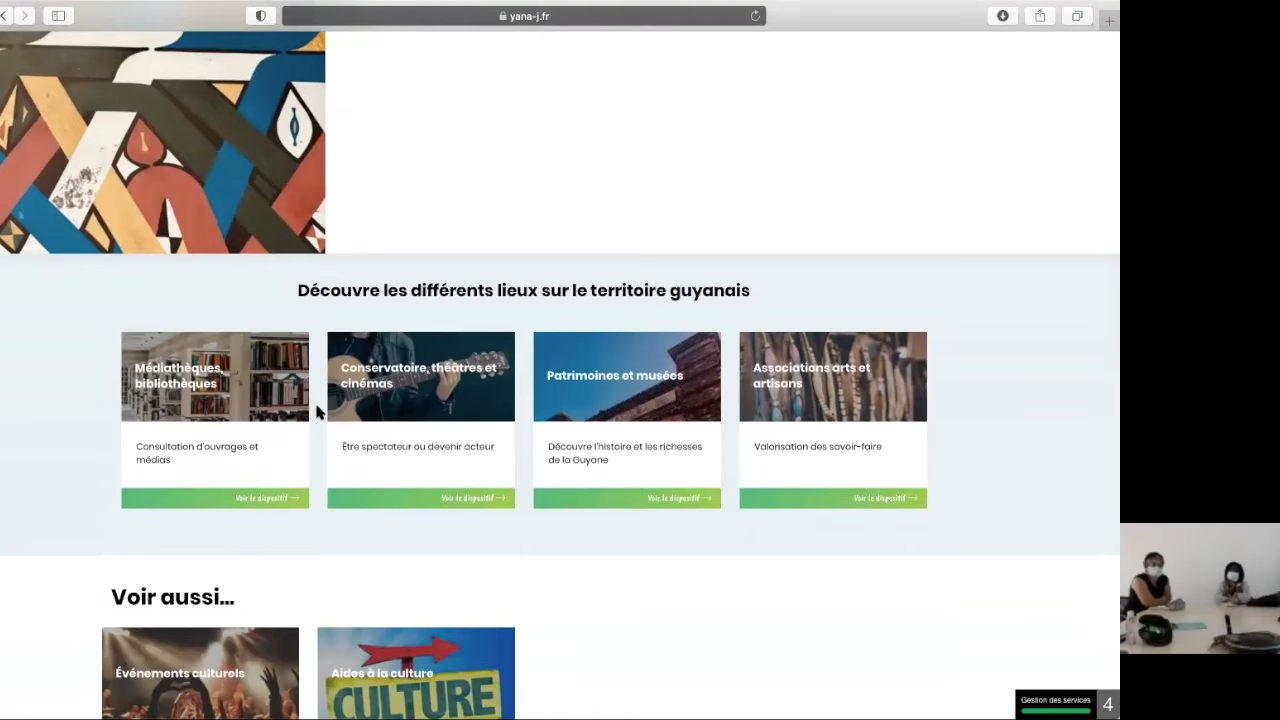 yana-j.fr
Découvre les différents lieux sur le territoire guyanais
Médiathèques,
bibliothèques
Consultation d'ouvrages et
médias
Voir le dispositif →
Conservatoire, théâtres et
cinémas
Être spectateur ou devenir acteur
Voir le dispositif →
Patrimoines et musées
Découvre l'histoire et les richesses
de la Guyane
Voir le dispositif →
Associations arts et
artisans
Valorisation des savoir-faire
Voir le dispositif →
Voir aussi...
Événements culturels
Aides à la culture
CULTURE
Gestion des services
4